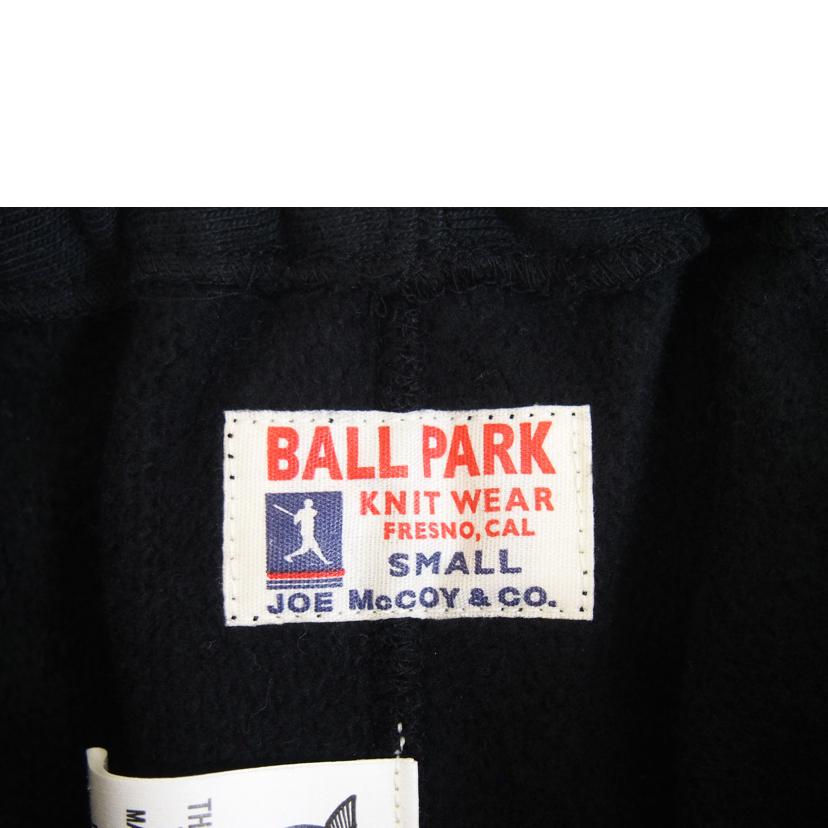 BALL PARK
KNIT WEAR
FRESNO, CAL
SMALL
JOE McCOY & CO.